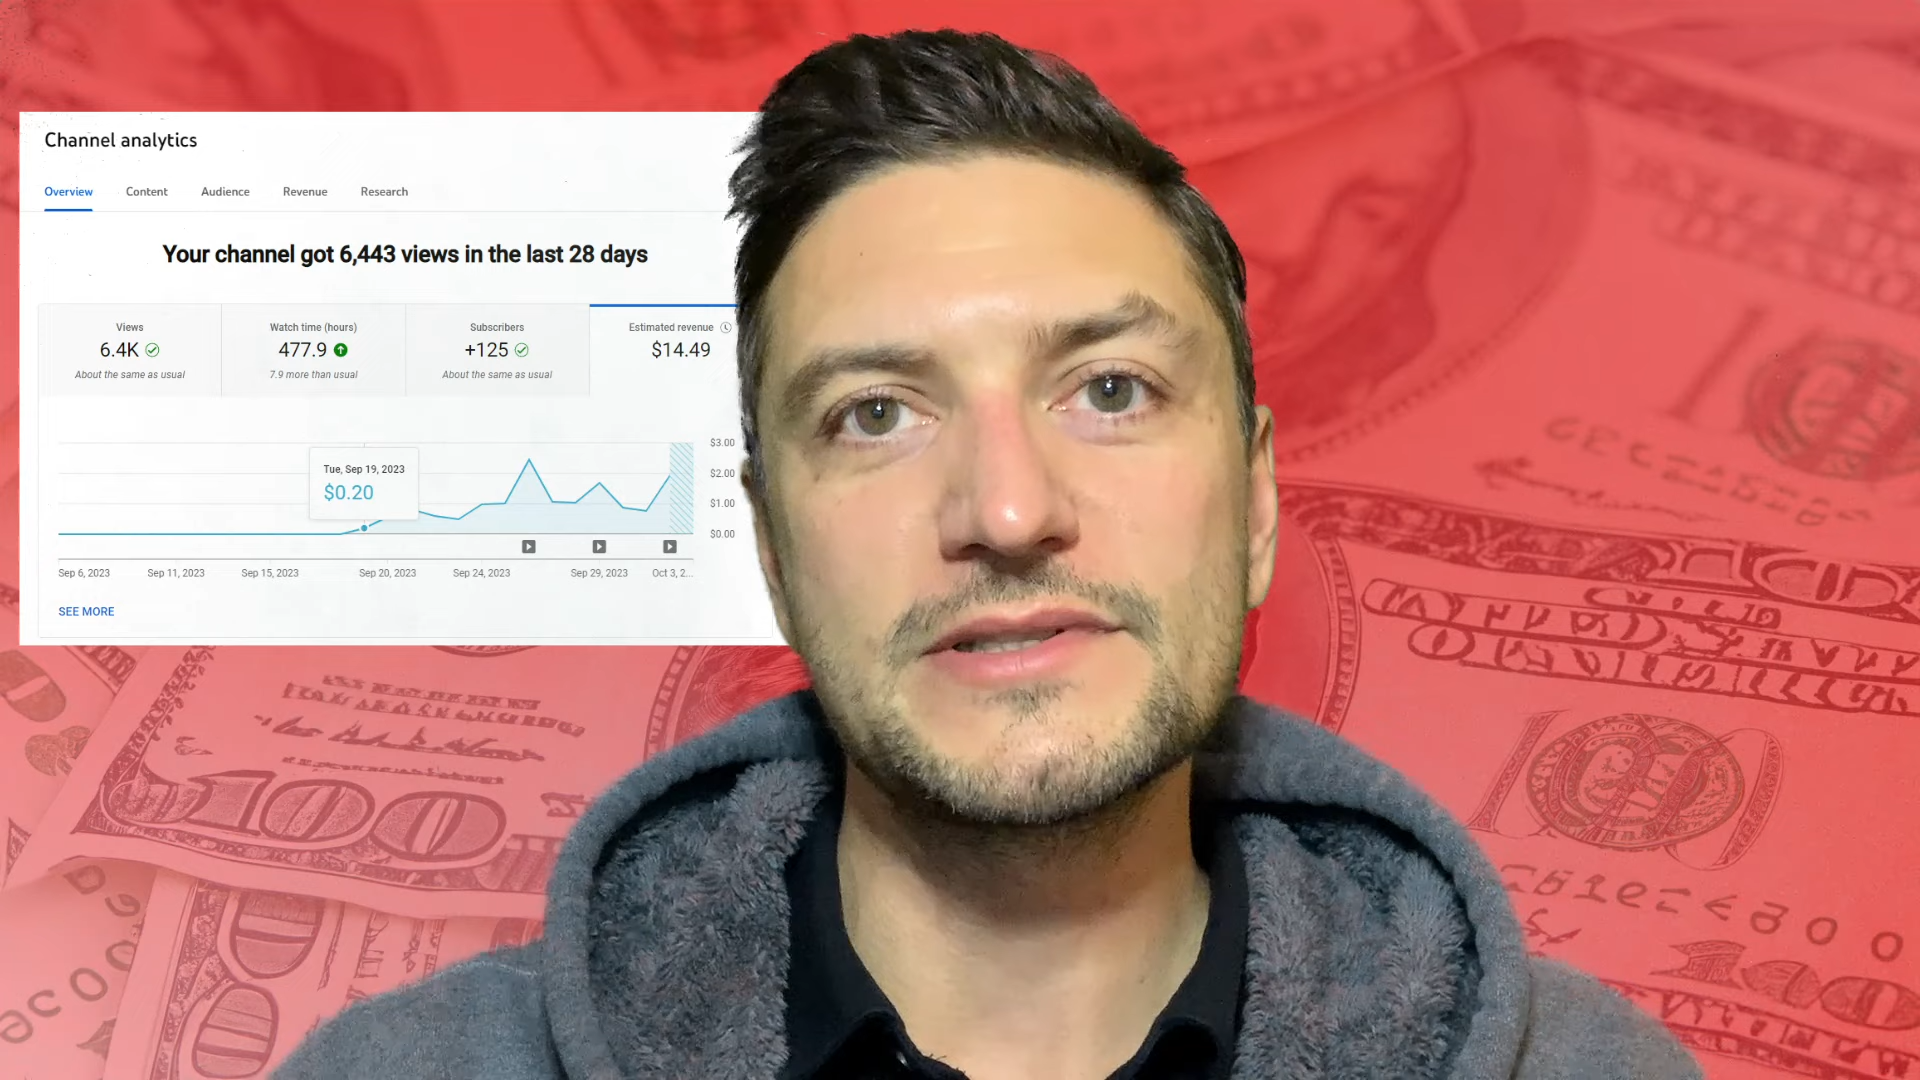 Channel analytics
Overview Content Audience Revenue Research
Your channel got 6,443 views in the last 28 days
Views Watch time (hours) Subscribers Estimated revenue
6.4K 477.9 +125 $14.49
About the same as usual 7.9 more than usual About the same as usual
$3.00
Tue, Sep 19, 2023
$2.00
$0.20
$1.00
$0.00
Sep 6, 2023 Sep 11, 2023 Sep 15, 2023 Sep 20, 2023 Sep 24, 2023 Sep 29, 2023 Oct 3, 2...
SEE MORE
100